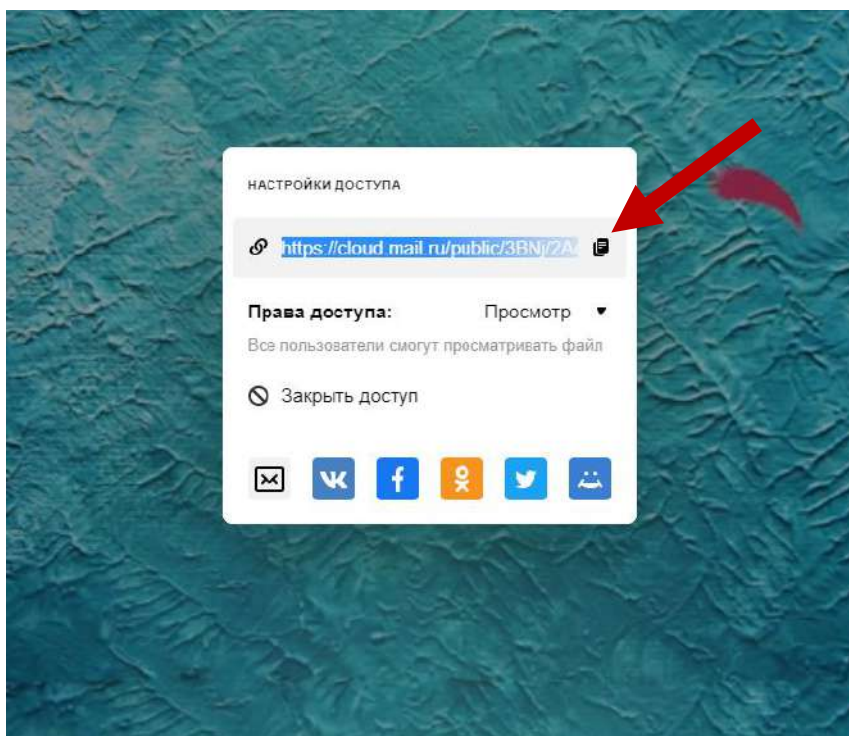 НАСТРОЙКИ ДОСТУПА
https://cloud.mail.ru/public/3BNj/2A
Права доступа: Просмотр
Все пользователи смогут просматривать файл
Закрыть доступ